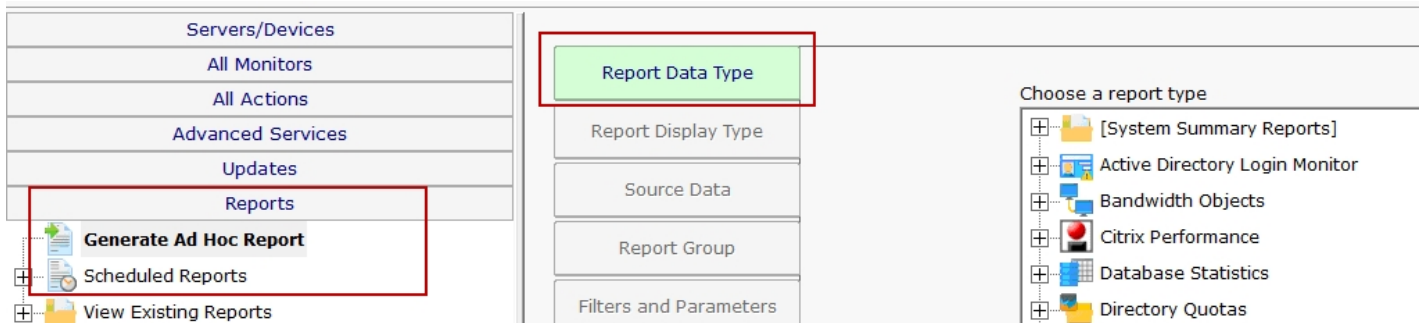 Servers/Devices
All Monitors
All Actions
Advanced Services
Updates
Reports
Generate Ad Hoc Report
Scheduled Reports
View Existing Reports
Report Data Type
Report Display Type
Source Data
Report Group
Filters and Parameters
Choose a report type
[System Summary Reports]
Active Directory Login Monitor
Bandwidth Objects
Citrix Performance
Database Statistics
Directory Quotas